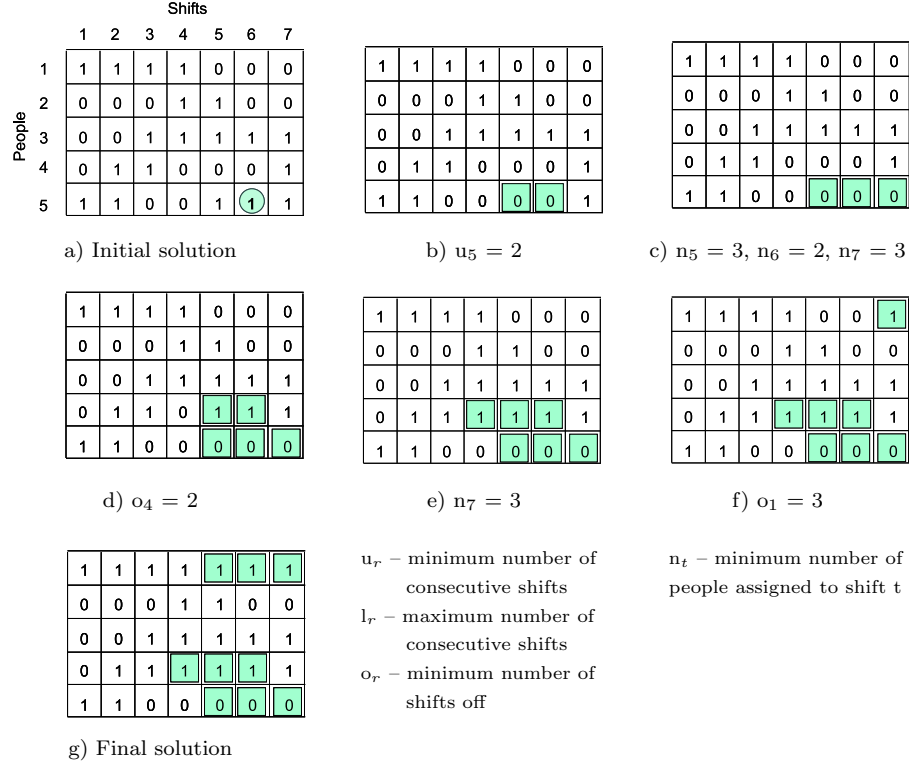 Shifts
1 2 3 4 5 6 7
People
1 1 1 1 1 0 0 0
2 0 0 0 1 1 0 0
3 0 0 1 1 1 1 1
4 0 1 1 0 0 0 1
5 1 1 0 0 1 1 1
a) Initial solution
1 1 1 1 0 0 0
0 0 0 1 1 0 0
0 0 1 1 1 1 1
0 1 1 0 0 0 1
1 1 0 0 0 0 1
b) u₅ = 2
1 1 1 1 0 0 0
0 0 0 1 1 0 0
0 0 1 1 1 1 1
0 1 1 0 0 0 1
1 1 0 0 0 0 0
c) n₅ = 3, n₆ = 2, n₇ = 3
1 1 1 1 0 0 0
0 0 0 1 1 0 0
0 0 1 1 1 1 1
0 1 1 0 1 1 1
1 1 0 0 0 0 0
d) o₄ = 2
1 1 1 1 0 0 0
0 0 0 1 1 0 0
0 0 1 1 1 1 1
0 1 1 1 1 1 1
1 1 0 0 0 0 0
e) n₇ = 3
1 1 1 1 0 0 1
0 0 0 1 1 0 0
0 0 1 1 1 1 1
0 1 1 1 1 1 1
1 1 0 0 0 0 0
f) o₁ = 3
1 1 1 1 1 1 1
0 0 0 1 1 0 0
0 0 1 1 1 1 1
0 1 1 1 1 1 1
1 1 0 0 0 0 0
g) Final solution
uᵣ – minimum number of
consecutive shifts
lᵣ – maximum number of
consecutive shifts
oᵣ – minimum number of
shifts off
nₜ – minimum number of
people assigned to shift t